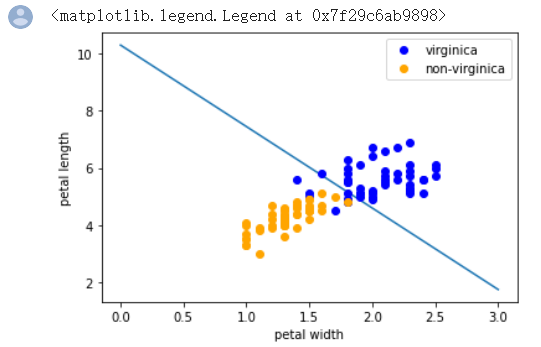 <matplotlib.legend.Legend at 0x7f29c6ab9898>
virginica
non-virginica
10
8
6
4
2
petal length
0.0 0.5 1.0 1.5 2.0 2.5 3.0
petal width